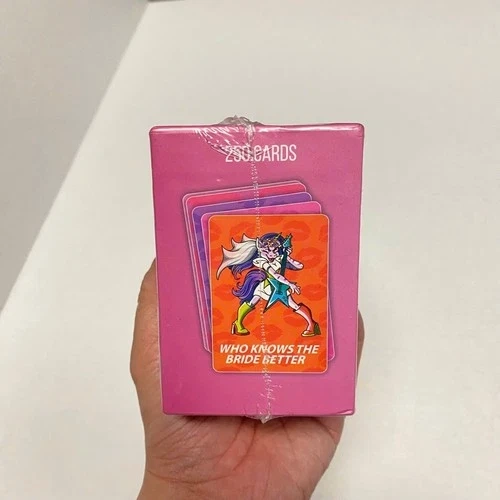 250 CARDS
WHO KNOWS THE
BRIDE BETTER